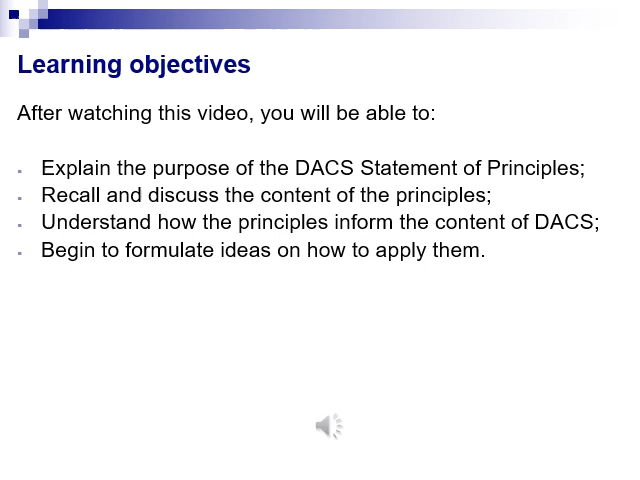 Learning objectives
After watching this video, you will be able to:
▪ Explain the purpose of the DACS Statement of Principles;
▪ Recall and discuss the content of the principles;
▪ Understand how the principles inform the content of DACS;
▪ Begin to formulate ideas on how to apply them.